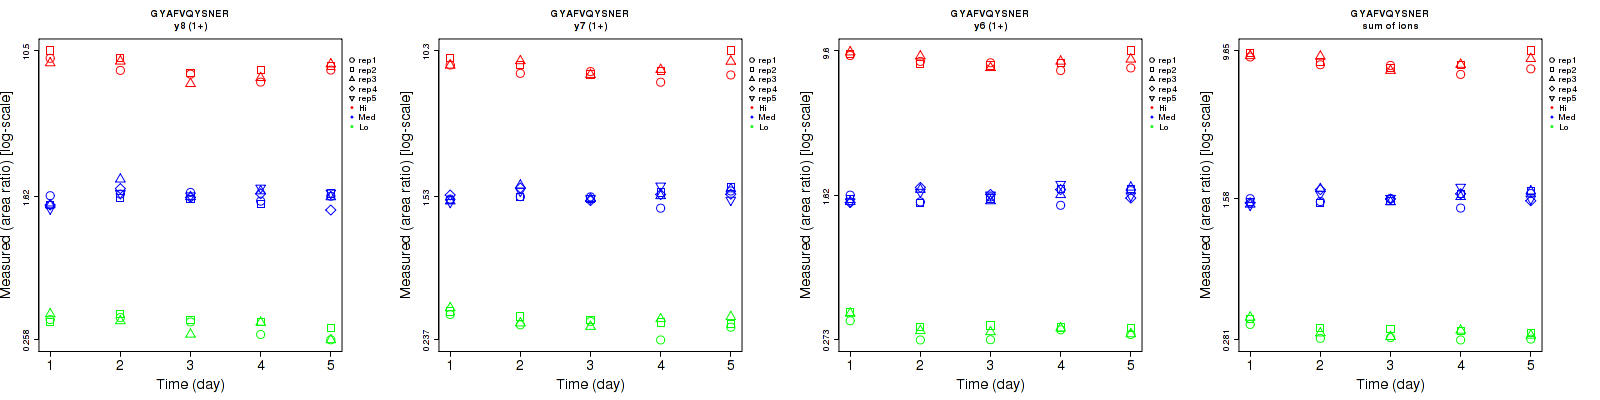 GYAFVQYSNER
y8 (1+)
Measured (area ratio) [log-scale]
10.5
1.82
0.258
1 2 3 4 5
Time (day)
rep1
rep2
rep3
rep4
rep5
Hi
Med
Lo
GYAFVQYSNER
y7 (1+)
Measured (area ratio) [log-scale]
10.3
1.53
0.237
1 2 3 4 5
Time (day)
rep1
rep2
rep3
rep4
rep5
Hi
Med
Lo
GYAFVQYSNER
y6 (1+)
Measured (area ratio) [log-scale]
9.6
1.62
0.273
1 2 3 4 5
Time (day)
rep1
rep2
rep3
rep4
rep5
Hi
Med
Lo
GYAFVQYSNER
sum of ions
Measured (area ratio) [log-scale]
9.85
1.58
0.281
1 2 3 4 5
Time (day)
rep1
rep2
rep3
rep4
rep5
Hi
Med
Lo